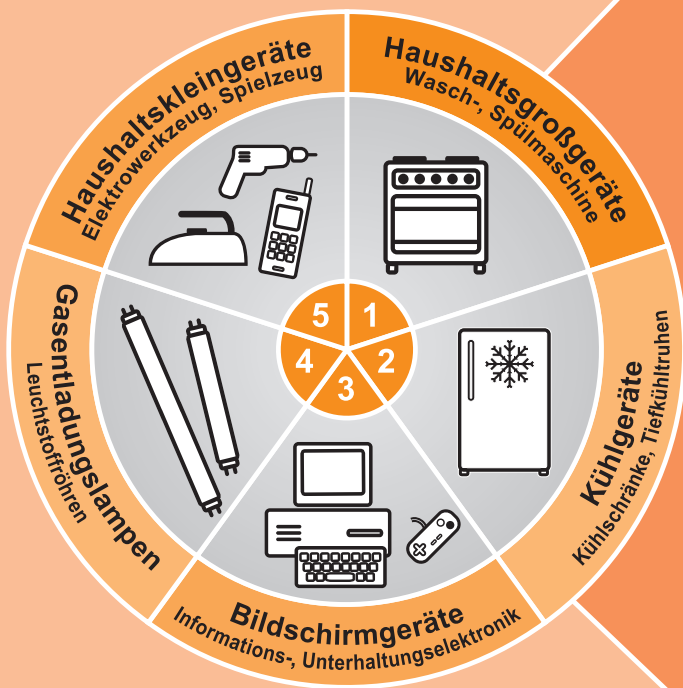 Haushaltsgroßgeräte
Wasch-, Spülmaschine
Kühlgeräte
Kühlschränke, Tiefkühltruhen
Bildschirmgeräte
Informations-, Unterhaltungselektronik
Gasentladungslampen
Leuchtstoffröhren
Haushaltskleingeräte
Elektrowerkzeug, Spielzeug
1
2
3
4
5